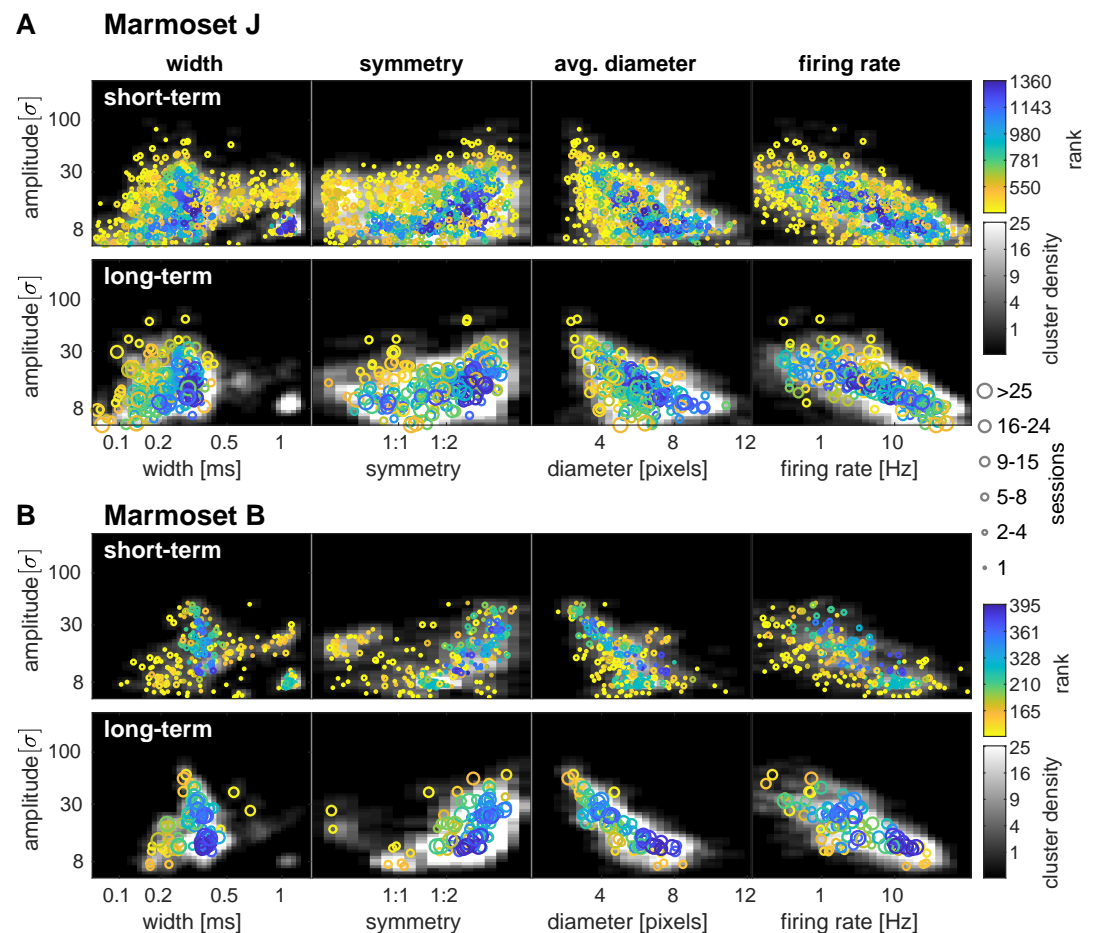 A Marmoset J
width symmetry avg. diameter firing rate
short-term
amplitude[σ]
100
30
8
1360
1143
980
781
550
rank
25
16
9
4
1
cluster density
long-term
amplitude[σ]
100
30
8
0.1 0.2 0.5 1 1:1 1:2 4 8 12 1 10
width [ms] symmetry diameter [pixels] firing rate [Hz]
>25
16-24
9-15
5-8
2-4
1
sessions
B Marmoset B
short-term
amplitude[σ]
100
30
8
395
361
328
210
165
rank
long-term
amplitude[σ]
100
30
8
25
16
9
4
1
cluster density
0.1 0.2 0.5 1 1:1 1:2 4 8 12 1 10
width [ms] symmetry diameter [pixels] firing rate [Hz]